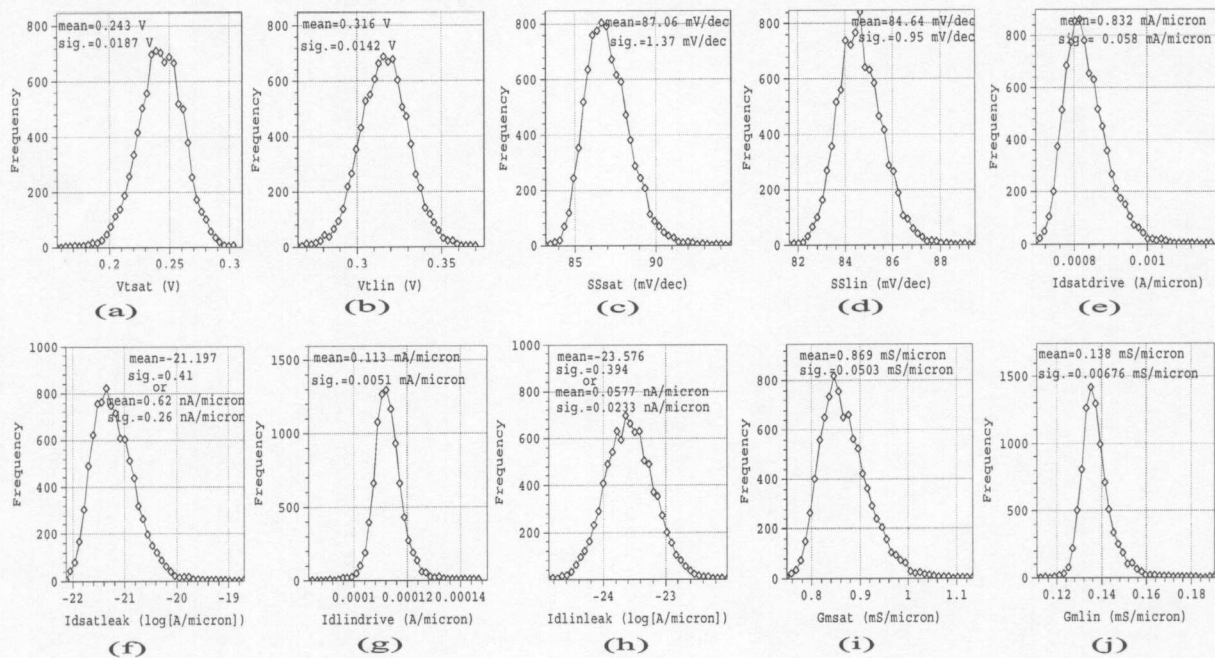 mean=0.243 V
sig.=0.0187 V
800
600
400
200
0
Frequency
0.2 0.25 0.3
Vtsat (V)
(a)
mean=0.316 V
sig.=0.0142 V
800
600
400
200
0
Frequency
0.3 0.35
Vtlin (V)
(b)
mean=87.06 mV/dec
sig.=1.37 mV/dec
800
600
400
200
0
Frequency
85 90
SSsat (mV/dec)
(c)
mean=84.64 mV/dec
sig.=0.95 mV/dec
800
600
400
200
0
Frequency
82 84 86 88
SSlin (mV/dec)
(d)
mean=0.832 mA/micron
sig.= 0.058 mA/micron
800
600
400
200
0
Frequency
0.0008 0.001
Idsatdrive (A/micron)
(e)
mean=-21.197
sig.=0.41
or
mean=0.62 nA/micron
sig.=0.26 nA/micron
1000
800
600
400
200
0
Frequency
-22 -21 -20 -19
Idsatleak (log[A/micron])
(f)
mean=0.113 mA/micron
sig.=0.0051 mA/micron
1500
1000
500
0
Frequency
0.0001 0.00012 0.00014
Idlindrive (A/micron)
(g)
mean=-23.576
sig.=0.394
or
mean=0.0577 nA/micron
sig.=0.0233 nA/micron
1000
800
600
400
200
0
Frequency
-24 -23
Idlinleak (log[A/micron])
(h)
mean=0.869 mS/micron
sig.=0.0503 mS/micron
800
600
400
200
0
Frequency
0.8 0.9 1 1.1
Gmsat (mS/micron)
(i)
mean=0.138 mS/micron
sig.=0.00676 mS/micron
1500
1000
500
0
Frequency
0.12 0.14 0.16 0.18
Gmlin (mS/micron)
(j)